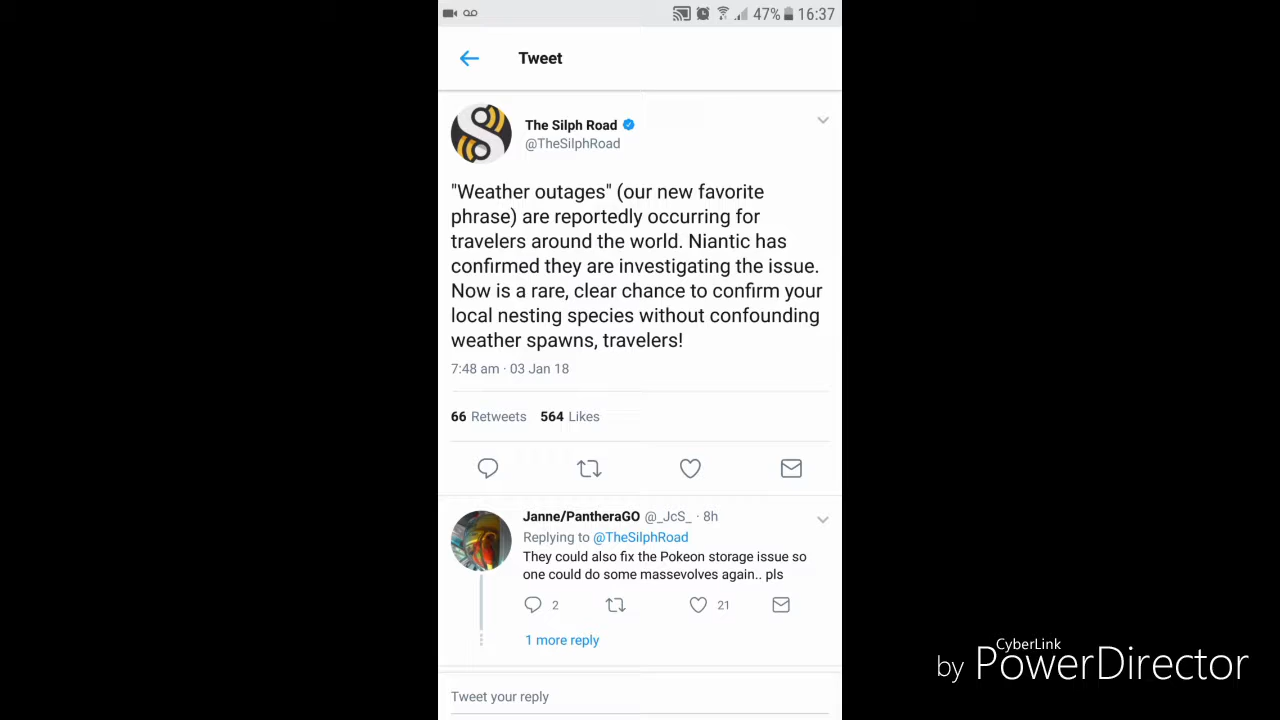 47% 16:37
Tweet
The Silph Road
@TheSilphRoad
"Weather outages" (our new favorite
phrase) are reportedly occurring for
travelers around the world. Niantic has
confirmed they are investigating the issue.
Now is a rare, clear chance to confirm your
local nesting species without confounding
weather spawns, travelers!
7:48 am · 03 Jan 18
66 Retweets 564 Likes
Janne/PantheraGO @_JcS_ · 8h
Replying to @TheSilphRoad
They could also fix the Pokeon storage issue so
one could do some massevolves again.. pls
2 21
1 more reply
Tweet your reply
CyberLink
by PowerDirector